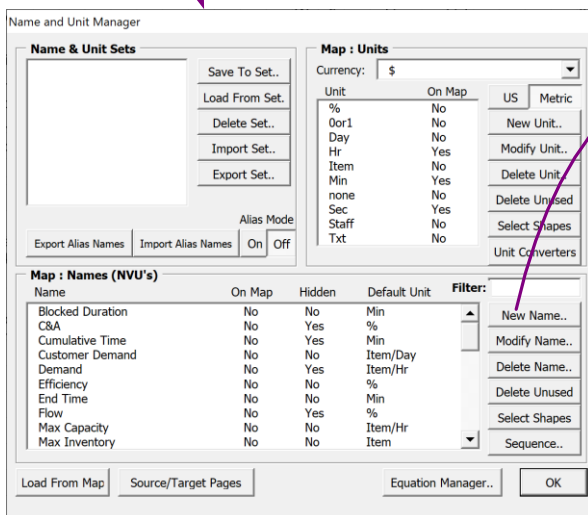 Name and Unit Manager
Name & Unit Sets
Save To Set..
Load From Set.
Delete Set..
Import Set..
Export Set..
Alias Mode
Export Alias Names Import Alias Names On Off
Map : Units
Currency: $
Unit On Map
% No
0or1 No
Day No
Hr Yes
Item No
Min Yes
none No
Sec Yes
Staff No
Txt No
US Metric
New Unit..
Modify Unit..
Delete Unit..
Delete Unused
Select Shapes
Unit Converters
Map : Names (NVU's)
Filter:
Name On Map Hidden Default Unit
Blocked Duration No No Min
C&A No Yes %
Cumulative Time No Yes Min
Customer Demand No No Item/Day
Demand No Yes Item/Hr
Efficiency No No %
End Time No No Min
Flow No Yes %
Max Capacity No No Item/Hr
Max Inventory No No Item
New Name..
Modify Name..
Delete Name..
Delete Unused
Select Shapes
Sequence..
Load From Map Source/Target Pages Equation Manager.. OK